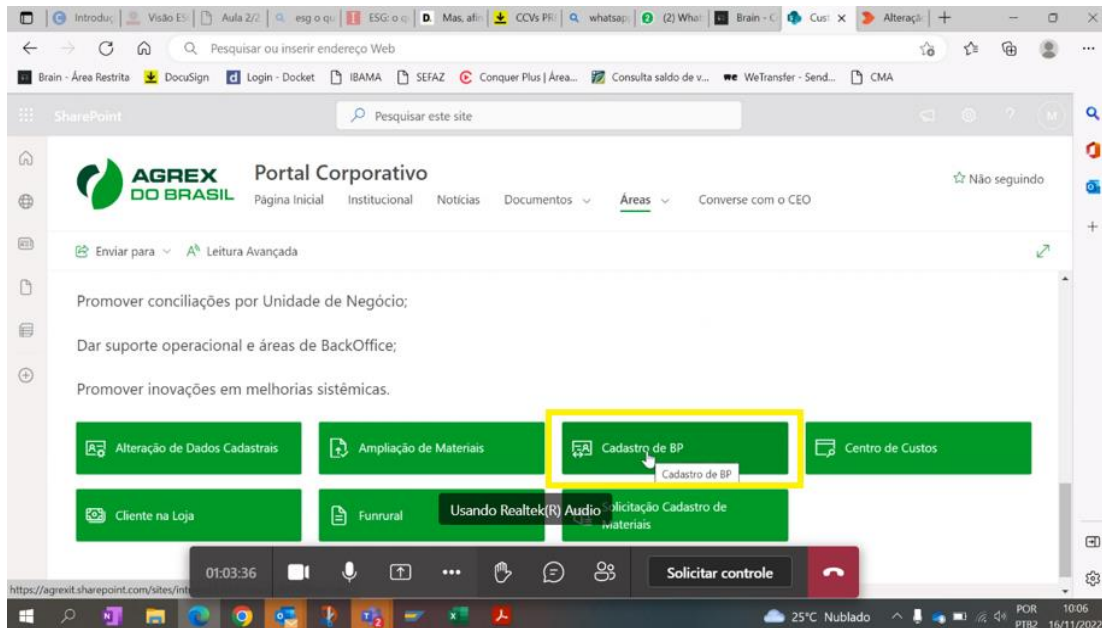 Introduç
Visão ES
Aula 2/2
esg o qu
ESG: o q
D. Mas, afin
CCVs PRI
whatsap
(2) What
Brain - C
Cus
Alteraçã
Pesquisar ou inserir endereço Web
Brain - Área Restrita
DocuSign
Login - Docket
IBAMA
SEFAZ
Conquer Plus | Área...
Consulta saldo de v...
we WeTransfer - Send...
CMA
SharePoint
Pesquisar este site
M
AGREX
DO BRASIL
Portal Corporativo
Página Inicial
Institucional
Notícias
Documentos
Áreas
Converse com o CEO
Não seguindo
Enviar para
Leitura Avançada
Promover conciliações por Unidade de Negócio;
Dar suporte operacional e áreas de BackOffice;
Promover inovações em melhorias sistêmicas.
Alteração de Dados Cadastrais
Ampliação de Materiais
Cadastro de BP
Centro de Custos
Cadastro de BP
Cliente na Loja
Funrural
Usando Realtek(R) Audio
Solicitação Cadastro de
Materiais
01:03:36
Solicitar controle
https://agrexit.sharepoint.com/sites/int
25°C Nublado
POR
PTB2
10:06
16/11/2022